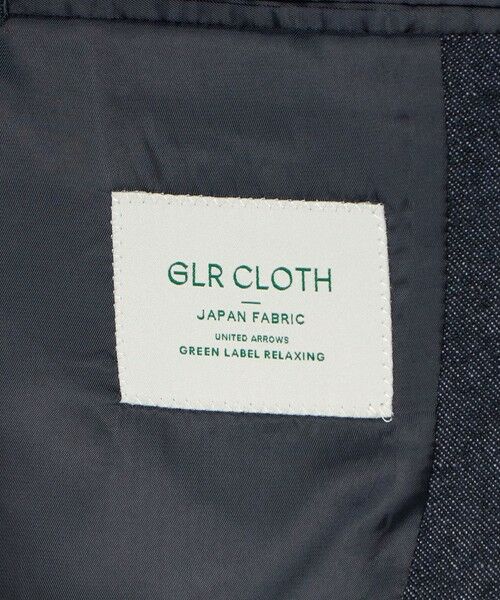 GLR CLOTH
JAPAN FABRIC
UNITED ARROWS
GREEN LABEL RELAXING